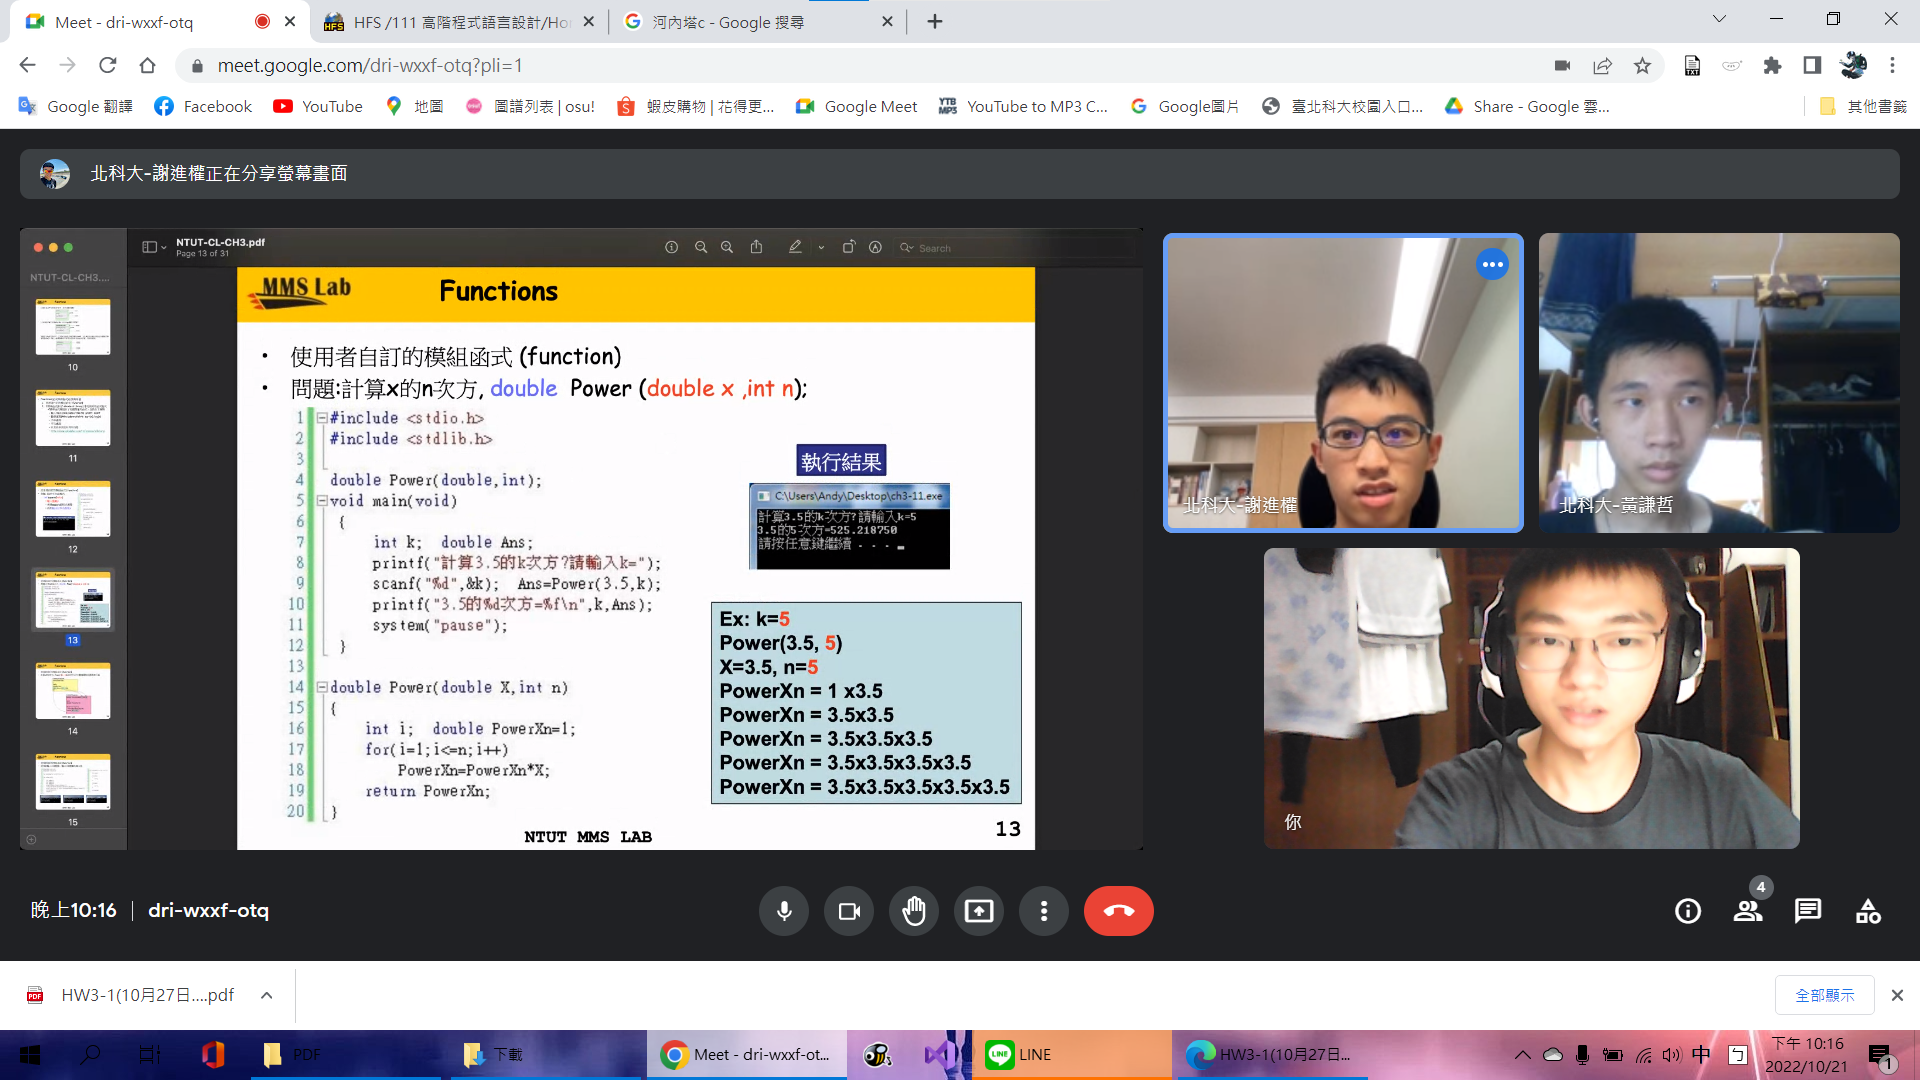 Meet - dri-wxxf-otq
HFS /111 高階程式語言設計/Ho
河內塔c - Google 搜尋
meet.google.com/dri-wxxf-otq?pli=1
Google 翻譯
Facebook
YouTube
地圖
圖譜列表 | osu!
蝦皮購物 | 花得更...
Google Meet
YouTube to MP3 C...
Google圖片
臺北科大校園入口...
Share - Google 雲...
其他書籤
北科大-謝進權正在分享螢幕畫面
NTUT-CL-CH3....
NTUT-CL-CH3.pdf
Page 13 of 31
Search
10
11
12
13
14
15
MMS Lab
Functions
• 使用者自訂的模組函式 (function)
• 問題:計算x的n次方, double Power (double x ,int n);
1 #include <stdio.h>
2 #include <stdlib.h>
3
4 double Power(double,int);
5 void main(void)
6 {
7 int k; double Ans;
8 printf("計算3.5的k次方?請輸入k=");
9 scanf("%d",&k); Ans=Power(3.5,k);
10 printf("3.5的%d次方=%f\n",k,Ans);
11 system("pause");
12 }
13
14 double Power(double X,int n)
15 {
16 int i; double PowerXn=1;
17 for(i=1;i<=n;i++)
18 PowerXn=PowerXn*X;
19 return PowerXn;
20 }
執行結果
C:\Users\Andy\Desktop\ch3-11.exe
計算3.5的k次方?請輸入k=5
3.5的5次方=525.218750
請按任意鍵繼續 . . .
Ex: k=5
Power(3.5, 5)
X=3.5, n=5
PowerXn = 1 x3.5
PowerXn = 3.5x3.5
PowerXn = 3.5x3.5x3.5
PowerXn = 3.5x3.5x3.5x3.5
PowerXn = 3.5x3.5x3.5x3.5x3.5
NTUT MMS LAB
13
北科大-謝進權
北科大-黃謙哲
你
晚上10:16
dri-wxxf-otq
4
HW3-1(10月27日....pdf
全部顯示
PDF
下載
Meet - dri-wxxf-ot...
LINE
HW3-1(10月27日...
中
下午 10:16
2022/10/21
1